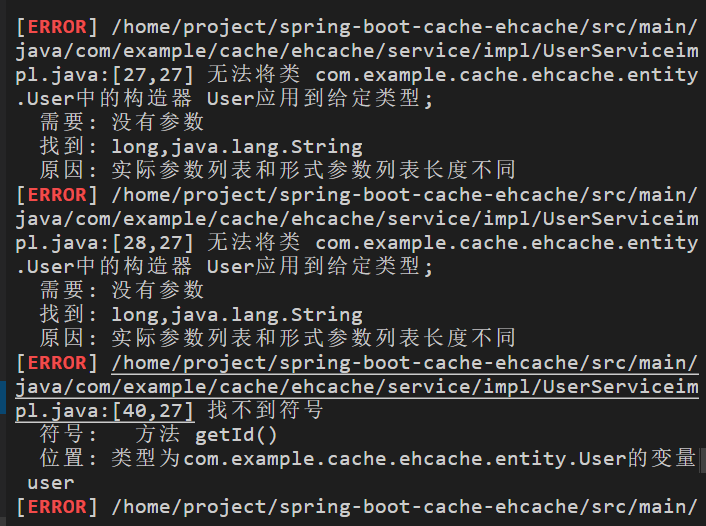 [ERROR] /home/project/spring-boot-cache-ehcache/src/main/
java/com/example/cache/ehcache/service/impl/UserServiceim
pl.java:[27,27] 无法将类 com.example.cache.ehcache.entity
.User中的构造器 User应用到给定类型;
需要: 没有参数
找到: long,java.lang.String
原因: 实际参数列表和形式参数列表长度不同
[ERROR] /home/project/spring-boot-cache-ehcache/src/main/
java/com/example/cache/ehcache/service/impl/UserServiceim
pl.java:[28,27] 无法将类 com.example.cache.ehcache.entity
.User中的构造器 User应用到给定类型;
需要: 没有参数
找到: long,java.lang.String
原因: 实际参数列表和形式参数列表长度不同
[ERROR] /home/project/spring-boot-cache-ehcache/src/main/
java/com/example/cache/ehcache/service/impl/UserServiceim
pl.java:[40,27] 找不到符号
符号:   方法 getId()
位置: 类型为com.example.cache.ehcache.entity.User的变量
user
[ERROR] /home/project/spring-boot-cache-ehcache/src/main/